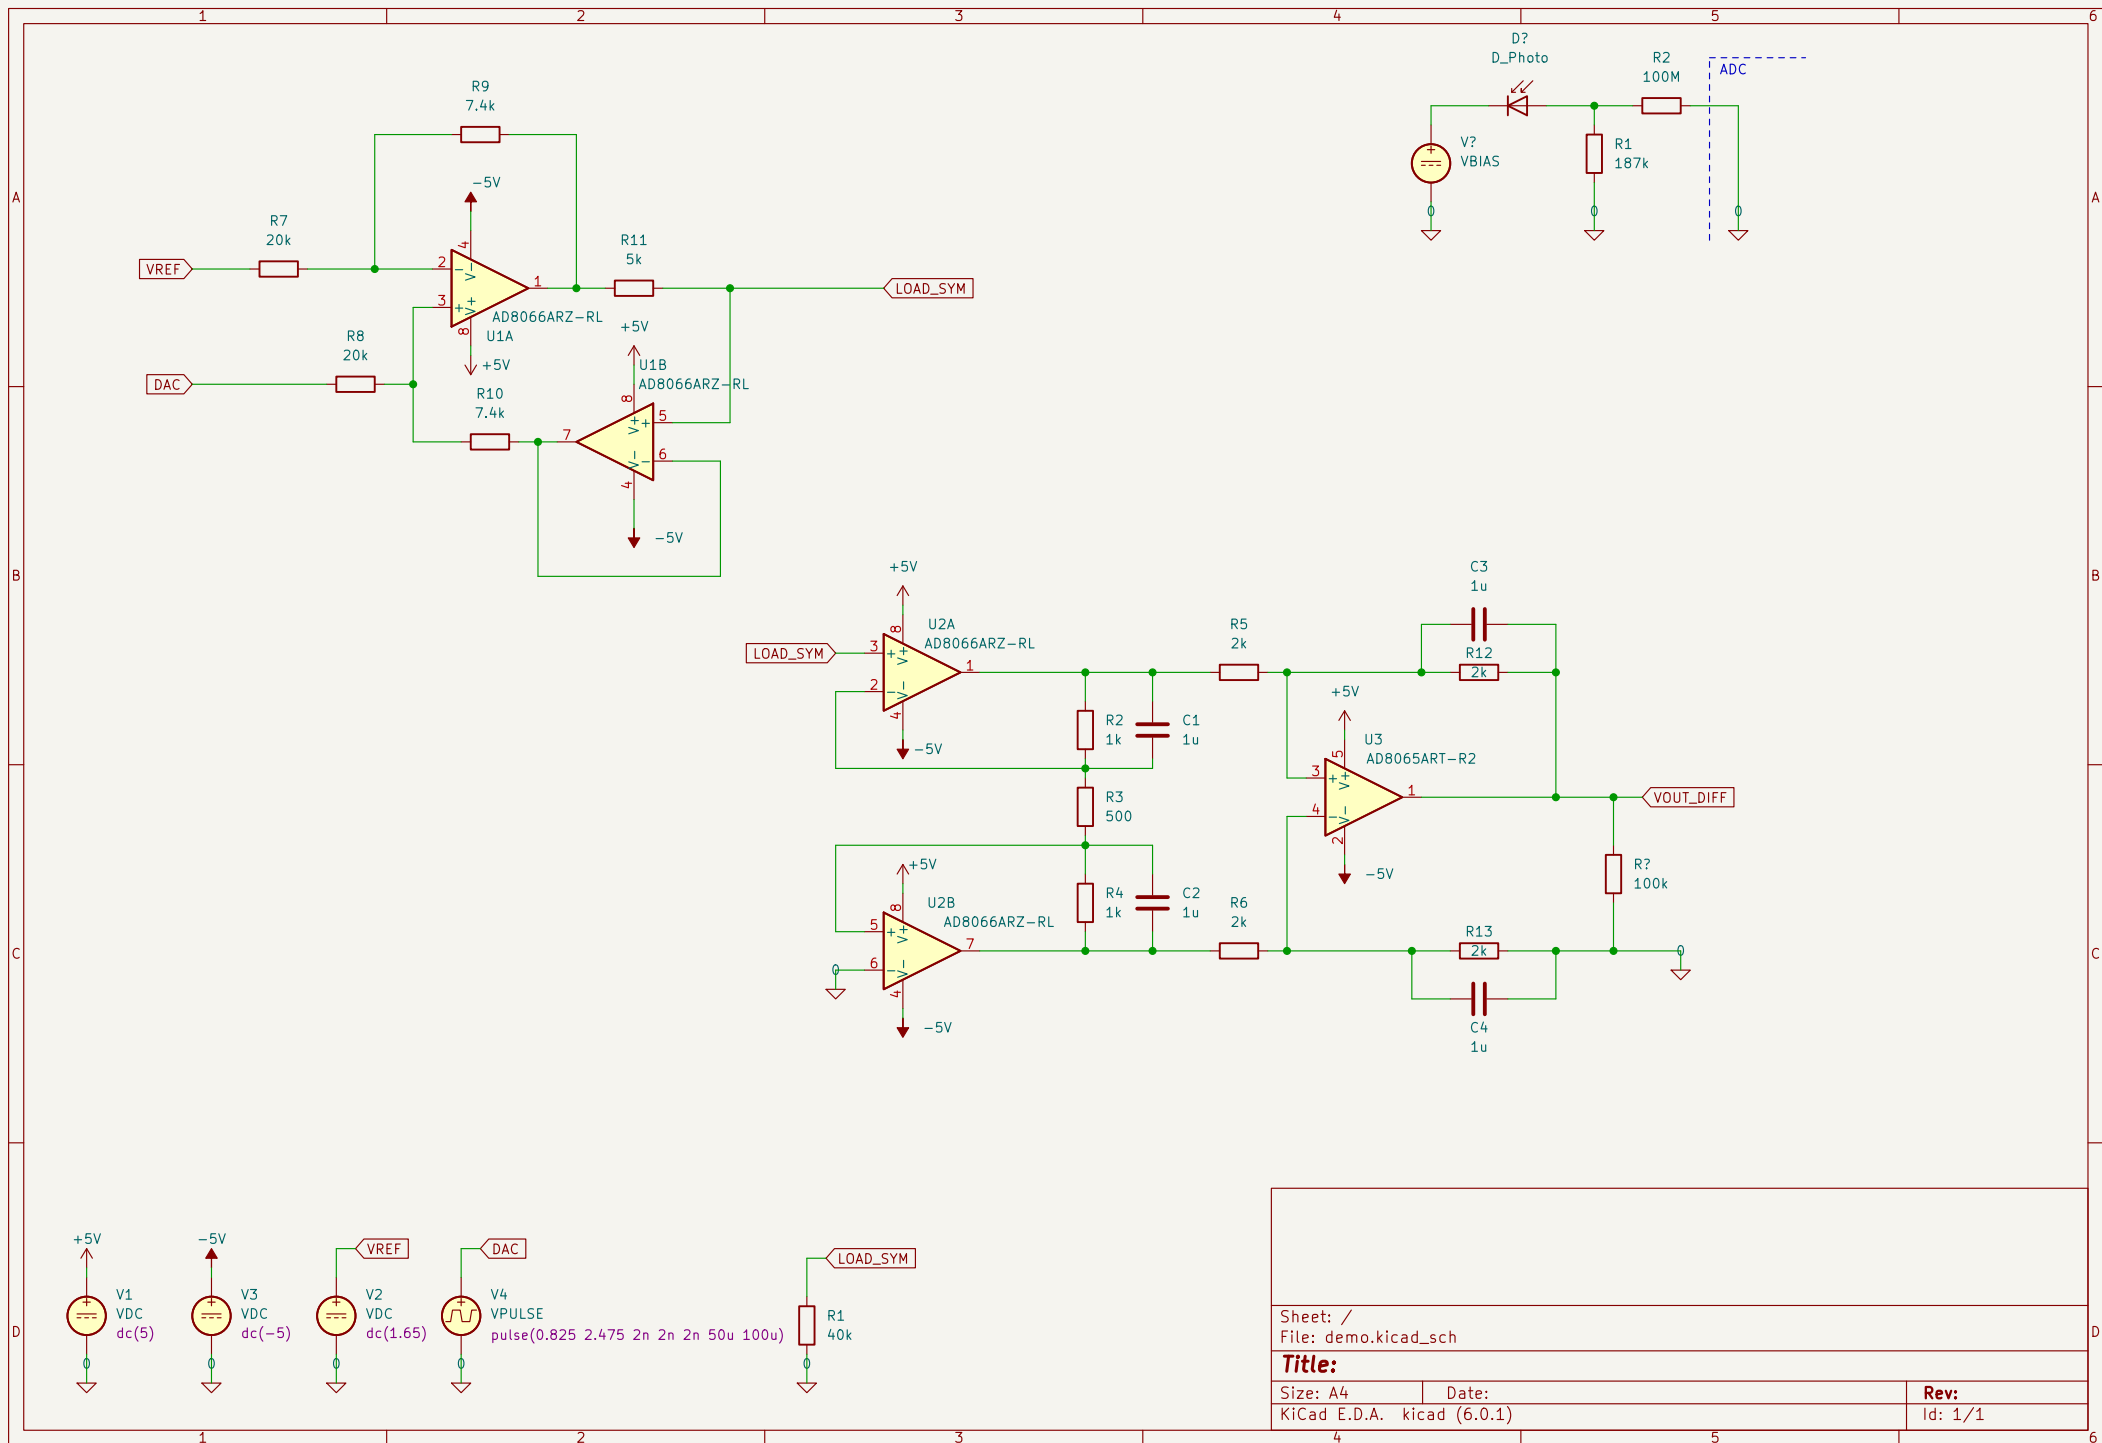 1 2 3 4 5 6
D?
D_Photo
R2
100M
ADC
R9
7.4k
V?
VBIAS
R1
187k
0 0 0
A A
-5V
R7
20k
4
VREF
2
-
V-
3
+
V+
1
8
AD8066ARZ-RL
U1A
+5V
R11
5k
LOAD_SYM
R8
20k
DAC
R10
7.4k
+5V
U1B
AD8066ARZ-RL
8
V+
+
5
7
V-
-
6
4
-5V
B B
+5V
U2A
AD8066ARZ-RL
LOAD_SYM
8
3
+
V+
2
-
V-
1
4
-5V
R2
1k
C1
1u
R5
2k
C3
1u
R12
2k
+5V
U3
AD8065ART-R2
5
3
+
V+
4
-
V-
1
2
-5V
VOUT_DIFF
R3
500
+5V
U2B
AD8066ARZ-RL
8
5
+
V+
6
-
V-
7
0
4
-5V
R4
1k
C2
1u
R6
2k
R?
100k
R13
2k
0
C4
1u
C C
+5V
V1
VDC
dc(5)
0
-5V
V3
VDC
dc(-5)
0
VREF
V2
VDC
dc(1.65)
0
DAC
V4
VPULSE
pulse(0.825 2.475 2n 2n 2n 50u 100u)
0
LOAD_SYM
R1
40k
0
D D
Sheet: /
File: demo.kicad_sch
Title:
Size: A4 Date: Rev:
KiCad E.D.A. kicad (6.0.1) Id: 1/1
1 2 3 4 5 6